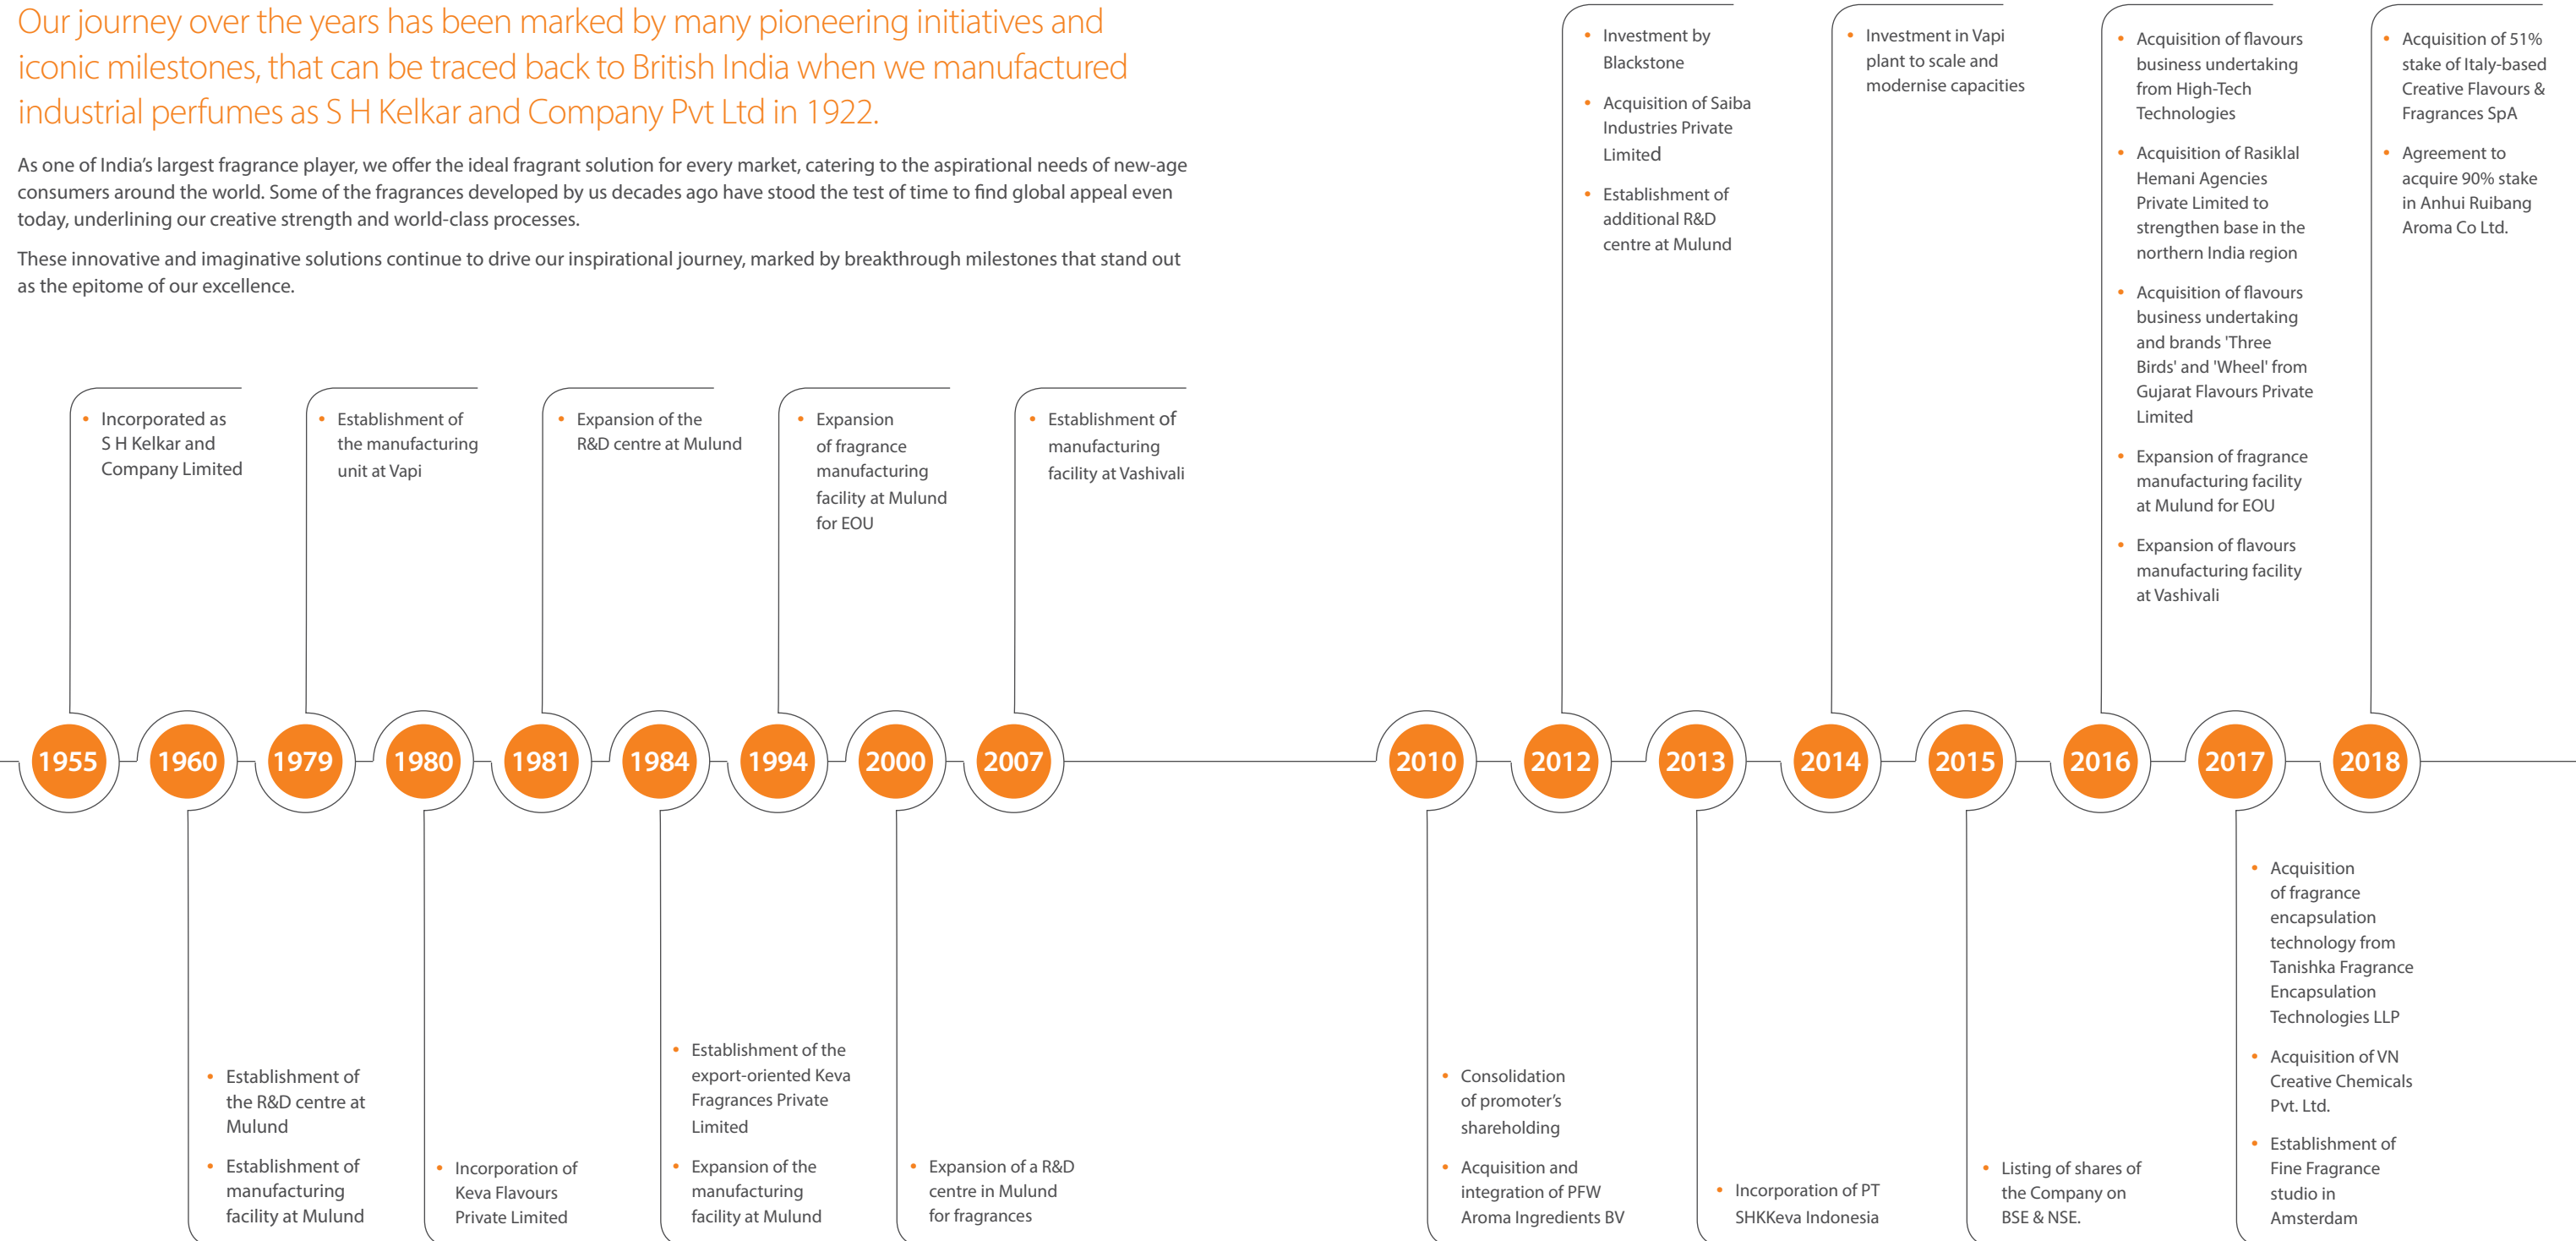 Our journey over the years has been marked by many pioneering initiatives and
iconic milestones, that can be traced back to British India when we manufactured
industrial perfumes as S H Kelkar and Company Pvt Ltd in 1922.
As one of India’s largest fragrance player, we offer the ideal fragrant solution for every market, catering to the aspirational needs of new-age
consumers around the world. Some of the fragrances developed by us decades ago have stood the test of time to find global appeal even
today, underlining our creative strength and world-class processes.
These innovative and imaginative solutions continue to drive our inspirational journey, marked by breakthrough milestones that stand out
as the epitome of our excellence.
• Incorporated as
S H Kelkar and
Company Limited
• Establishment of
the manufacturing
unit at Vapi
• Expansion of the
R&D centre at Mulund
• Expansion
of fragrance
manufacturing
facility at Mulund
for EOU
• Establishment of
manufacturing
facility at Vashivali
1955
1960
1979
1980
1981
1984
1994
2000
2007
• Establishment of
the R&D centre at
Mulund
• Establishment of
manufacturing
facility at Mulund
• Incorporation of
Keva Flavours
Private Limited
• Establishment of the
export-oriented Keva
Fragrances Private
Limited
• Expansion of the
manufacturing
facility at Mulund
• Expansion of a R&D
centre in Mulund
for fragrances
• Investment by
Blackstone
• Acquisition of Saiba
Industries Private
Limited
• Establishment of
additional R&D
centre at Mulund
• Investment in Vapi
plant to scale and
modernise capacities
• Acquisition of flavours
business undertaking
from High-Tech
Technologies
• Acquisition of Rasiklal
Hemani Agencies
Private Limited to
strengthen base in the
northern India region
• Acquisition of flavours
business undertaking
and brands 'Three
Birds' and 'Wheel' from
Gujarat Flavours Private
Limited
• Expansion of fragrance
manufacturing facility
at Mulund for EOU
• Expansion of flavours
manufacturing facility
at Vashivali
• Acquisition of 51%
stake of Italy-based
Creative Flavours &
Fragrances SpA
• Agreement to
acquire 90% stake
in Anhui Ruibang
Aroma Co Ltd.
2010
2012
2013
2014
2015
2016
2017
2018
• Consolidation
of promoter’s
shareholding
• Acquisition and
integration of PFW
Aroma Ingredients BV
• Incorporation of PT
SHKKeva Indonesia
• Listing of shares of
the Company on
BSE & NSE.
• Acquisition
of fragrance
encapsulation
technology from
Tanishka Fragrance
Encapsulation
Technologies LLP
• Acquisition of VN
Creative Chemicals
Pvt. Ltd.
• Establishment of
Fine Fragrance
studio in
Amsterdam